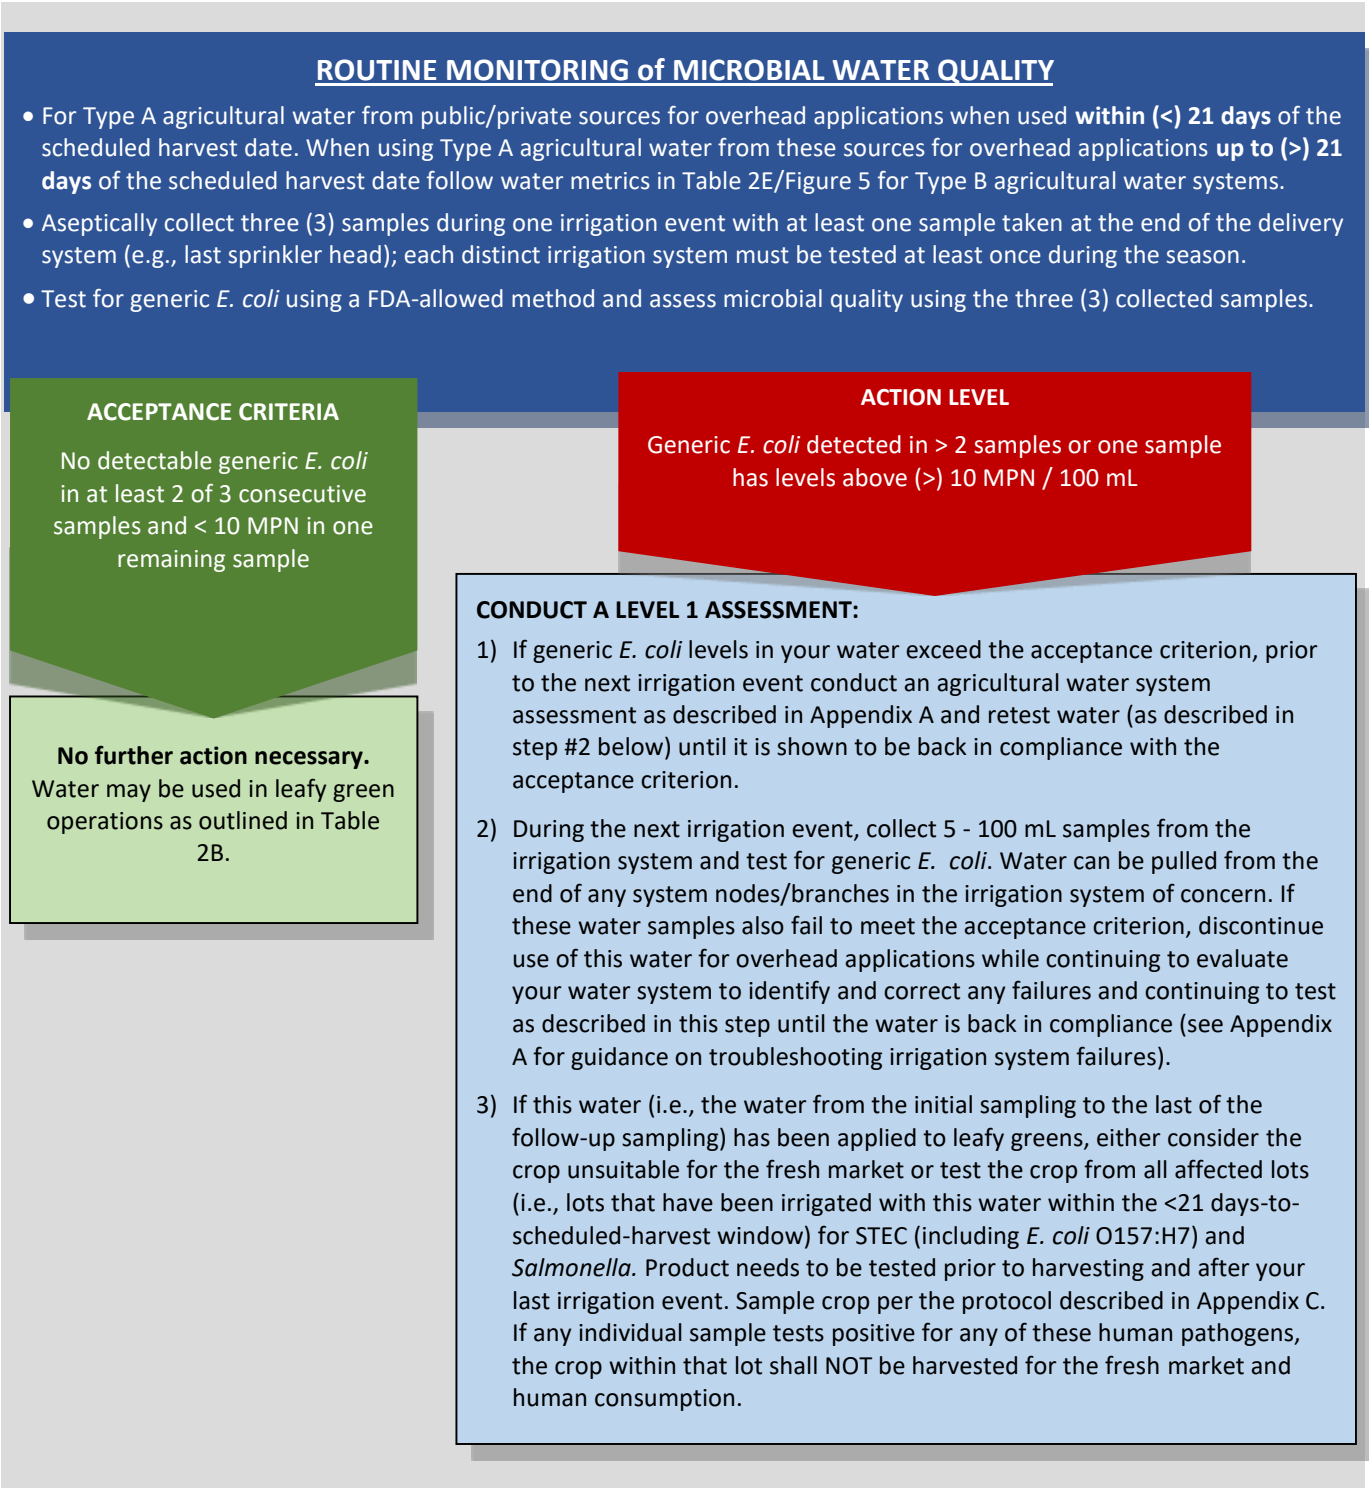 ROUTINE MONITORING of MICROBIAL WATER QUALITY
• For Type A agricultural water from public/private sources for overhead applications when used within (<) 21 days of the
scheduled harvest date. When using Type A agricultural water from these sources for overhead applications up to (>) 21
days of the scheduled harvest date follow water metrics in Table 2E/Figure 5 for Type B agricultural water systems.
• Aseptically collect three (3) samples during one irrigation event with at least one sample taken at the end of the delivery
system (e.g., last sprinkler head); each distinct irrigation system must be tested at least once during the season.
• Test for generic E. coli using a FDA-allowed method and assess microbial quality using the three (3) collected samples.
ACCEPTANCE CRITERIA
No detectable generic E. coli
in at least 2 of 3 consecutive
samples and < 10 MPN in one
remaining sample
No further action necessary.
Water may be used in leafy green
operations as outlined in Table
2B.
ACTION LEVEL
Generic E. coli detected in > 2 samples or one sample
has levels above (>) 10 MPN / 100 mL
CONDUCT A LEVEL 1 ASSESSMENT:
1) If generic E. coli levels in your water exceed the acceptance criterion, prior
to the next irrigation event conduct an agricultural water system
assessment as described in Appendix A and retest water (as described in
step #2 below) until it is shown to be back in compliance with the
acceptance criterion.
2) During the next irrigation event, collect 5 - 100 mL samples from the
irrigation system and test for generic E. coli. Water can be pulled from the
end of any system nodes/branches in the irrigation system of concern. If
these water samples also fail to meet the acceptance criterion, discontinue
use of this water for overhead applications while continuing to evaluate
your water system to identify and correct any failures and continuing to test
as described in this step until the water is back in compliance (see Appendix
A for guidance on troubleshooting irrigation system failures).
3) If this water (i.e., the water from the initial sampling to the last of the
follow-up sampling) has been applied to leafy greens, either consider the
crop unsuitable for the fresh market or test the crop from all affected lots
(i.e., lots that have been irrigated with this water within the <21 days-to-
scheduled-harvest window) for STEC (including E. coli O157:H7) and
Salmonella. Product needs to be tested prior to harvesting and after your
last irrigation event. Sample crop per the protocol described in Appendix C.
If any individual sample tests positive for any of these human pathogens,
the crop within that lot shall NOT be harvested for the fresh market and
human consumption.